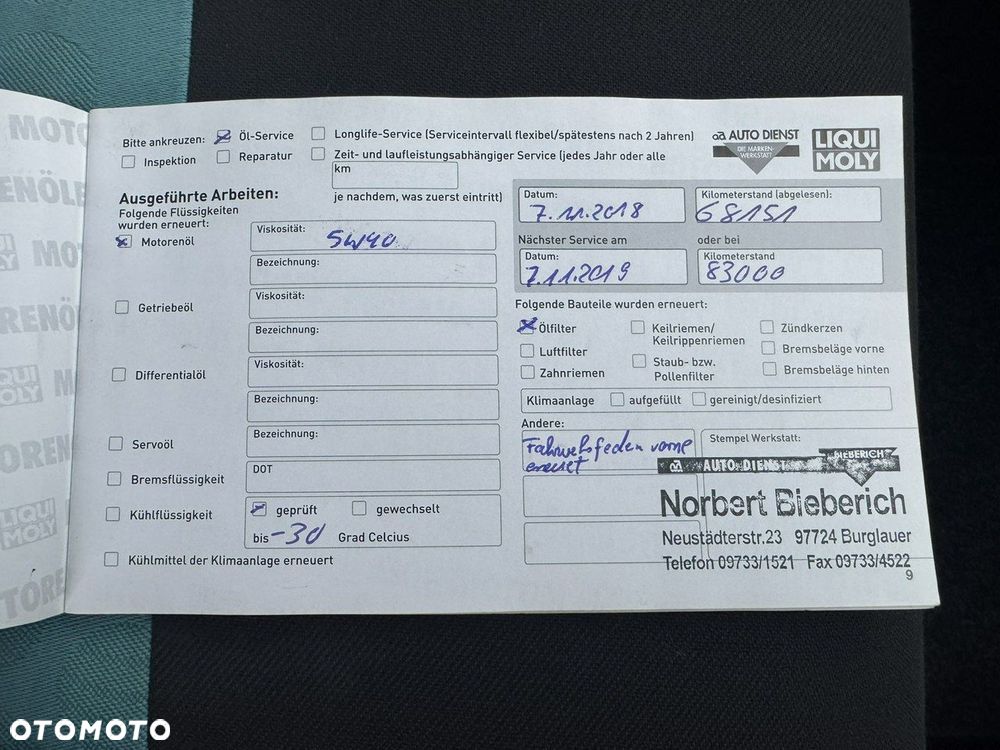 Bitte ankreuzen: Öl-Service Longlife-Service (Serviceintervall flexibel/spätestens nach 2 Jahren)
Inspektion Reparatur Zeit- und laufleistungsabhängiger Service (jedes Jahr oder alle
km
je nachdem, was zuerst eintritt)
ad AUTO DIENST
DIE MARKEN-
WERKSTATT
LIQUI
MOLY
Ausgeführte Arbeiten:
Folgende Flüssigkeiten
wurden erneuert:
Motorenöl
Viskosität: 5W40
Bezeichnung:
Getriebeöl
Viskosität:
Bezeichnung:
Differentialöl
Viskosität:
Bezeichnung:
Servoöl
Bezeichnung:
Bremsflüssigkeit
DOT
Kühlflüssigkeit
geprüft gewechselt
bis -30 Grad Celcius
Kühlmittel der Klimaanlage erneuert
Datum: 7.11.2018
Kilometerstand (abgelesen): 68151
Nächster Service am oder bei
Datum: 7.11.2019
Kilometerstand 83000
Folgende Bauteile wurden erneuert:
Ölfilter
Luftfilter
Zahnriemen
Keilriemen/
Keilrippenriemen
Staub- bzw.
Pollenfilter
Zündkerzen
Bremsbeläge vorne
Bremsbeläge hinten
Klimaanlage aufgefüllt gereinigt/desinfiziert
Andere:
Fahrwerksfedern vorne
erneuert
Stempel Werkstatt:
ad AUTO DIENST BIEBERICH
Norbert Bieberich
Neustädterstr.23 97724 Burglauer
Telefon 09733/1521 Fax 09733/4522
9
OTOMOTO